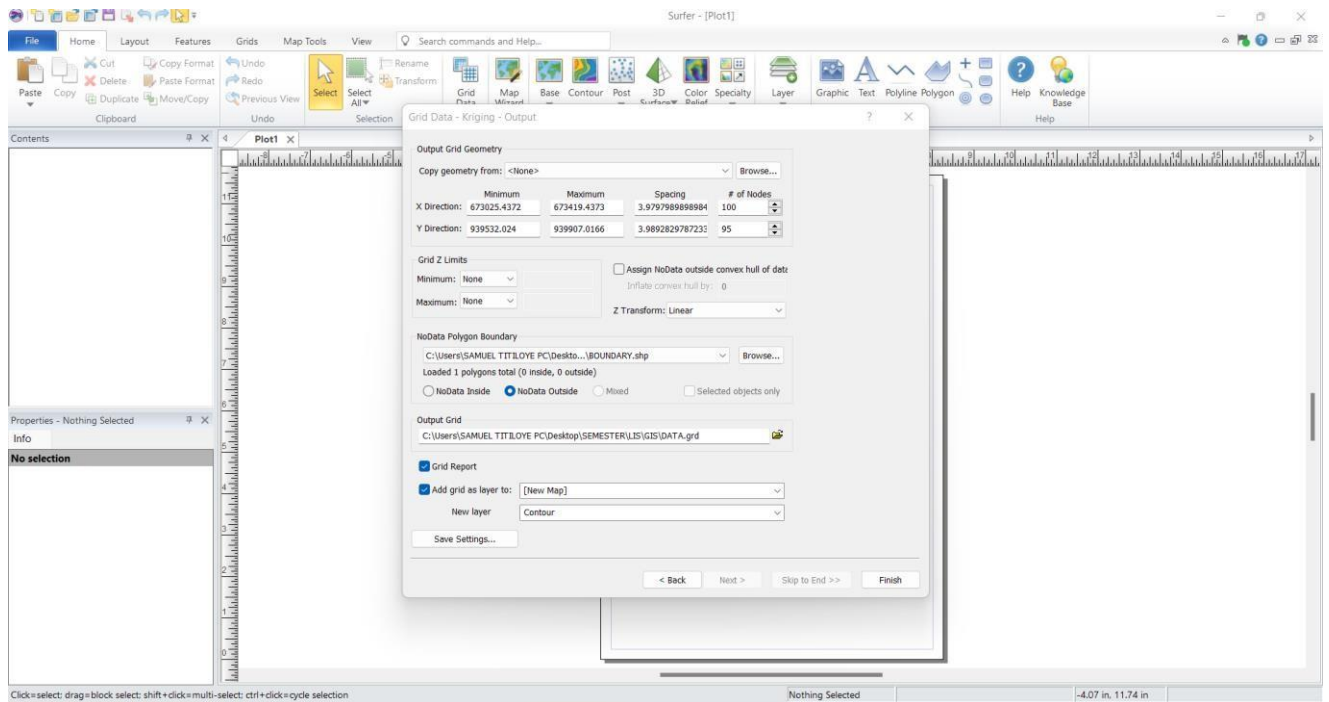 Surfer - [Plot1]
File Home Layout Features Grids Map Tools View Search commands and Help...
Paste Copy Cut Delete Duplicate Copy Format Paste Format Move/Copy
Undo Redo Previous View
Select Select All Rename Transform
Grid Data Map Wizard Base Contour Post 3D Surface Color Relief Specialty Layer Graphic Text Polyline Polygon Help Knowledge Base
Clipboard Undo Selection Help
Contents
Plot1
Grid Data - Kriging - Output
Output Grid Geometry
Copy geometry from: <None> Browse...
Minimum Maximum Spacing # of Nodes
X Direction: 673025.4372 673419.4373 3.9797989898984 100
Y Direction: 939532.024 939907.0166 3.9892829787233 95
Grid Z Limits
Minimum: None
Maximum: None
Assign NoData outside convex hull of data
Inflate convex hull by: 0
Z Transform: Linear
NoData Polygon Boundary
C:\Users\SAMUEL TITILOYE PC\Deskto...\BOUNDARY.shp Browse...
Loaded 1 polygons total (0 inside, 0 outside)
NoData Inside NoData Outside Mixed Selected objects only
Output Grid
C:\Users\SAMUEL TITILOYE PC\Desktop\SEMESTER\LIS\GIS\DATA.grd
Grid Report
Add grid as layer to: [New Map]
New layer Contour
Save Settings...
< Back Next > Skip to End >> Finish
Properties - Nothing Selected
Info
No selection
Click=select; drag=block select; shift+click=multi-select; ctrl+click=cycle selection
Nothing Selected
-4.07 in, 11.74 in